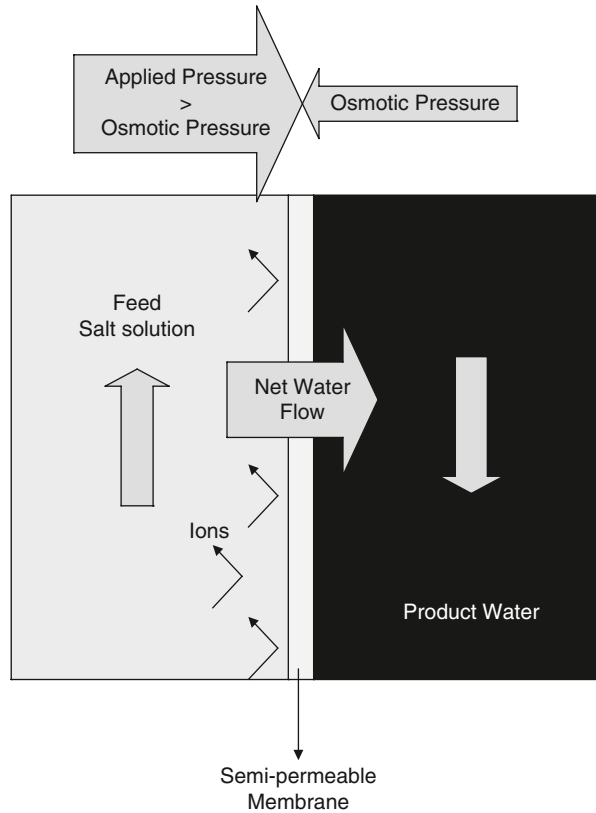 Applied Pressure
>
Osmotic Pressure
Osmotic Pressure
Feed
Salt solution
Net Water
Flow
Ions
Product Water
Semi-permeable
Membrane